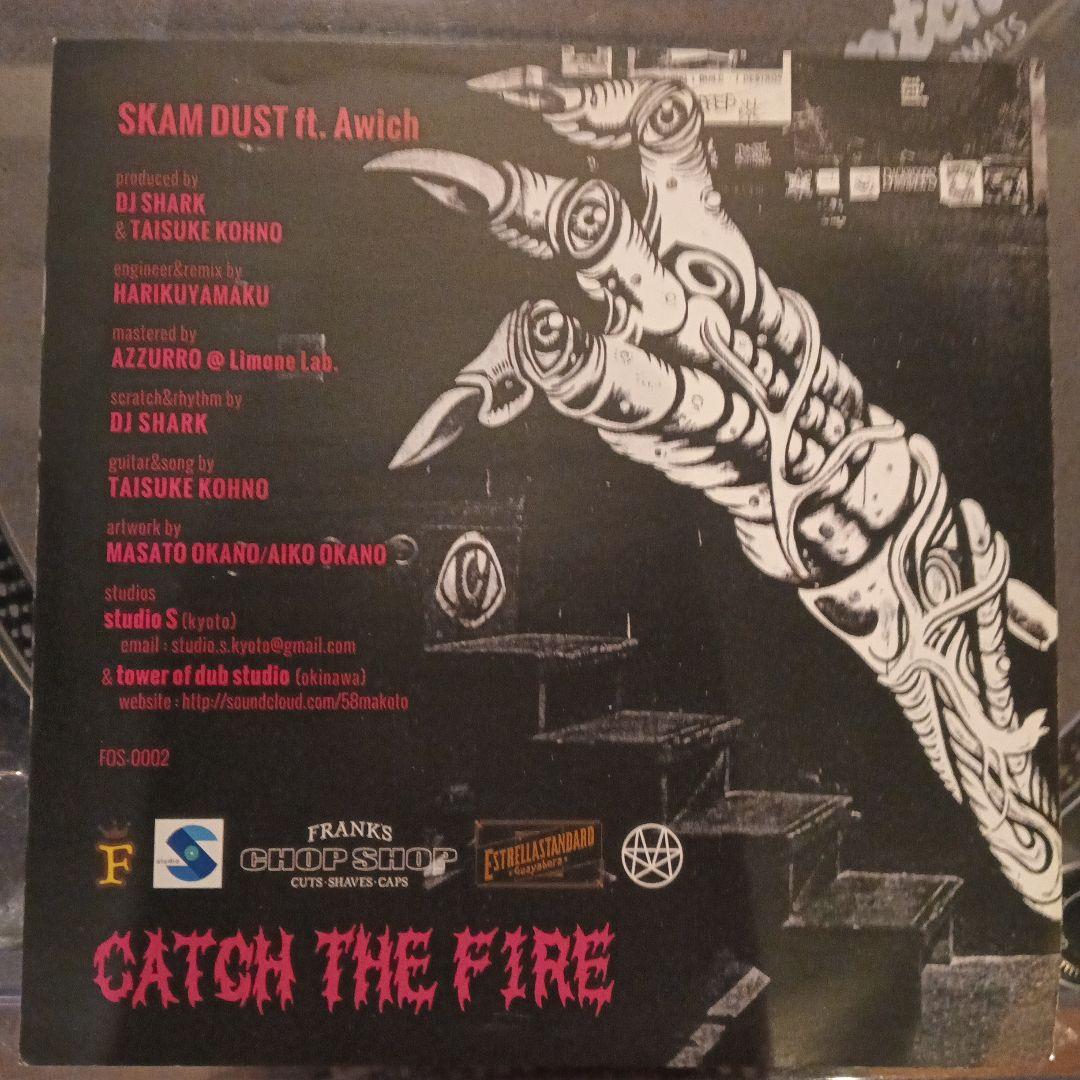 MATS
SKAM DUST ft. Awich
produced by
DJ SHARK
& TAISUKE KOHNO
engineer&remix by
HARIKUYAMAKU
mastered by
AZZURRO @ Limone Lab.
scratch&rhythm by
DJ SHARK
guitar&song by
TAISUKE KOHNO
artwork by
MASATO OKANO/AIKO OKANO
studios
studio S (kyoto)
email : studio.s.kyoto@gmail.com
& tower of dub studio (okinawa)
website : http://soundcloud.com/58makoto
FOS-0002
F
studio S
FRANK'S
CHOP SHOP
CUTS·SHAVES·CAPS
ESTRELLASTANDARD
Guayabera
CATCH THE FIRE